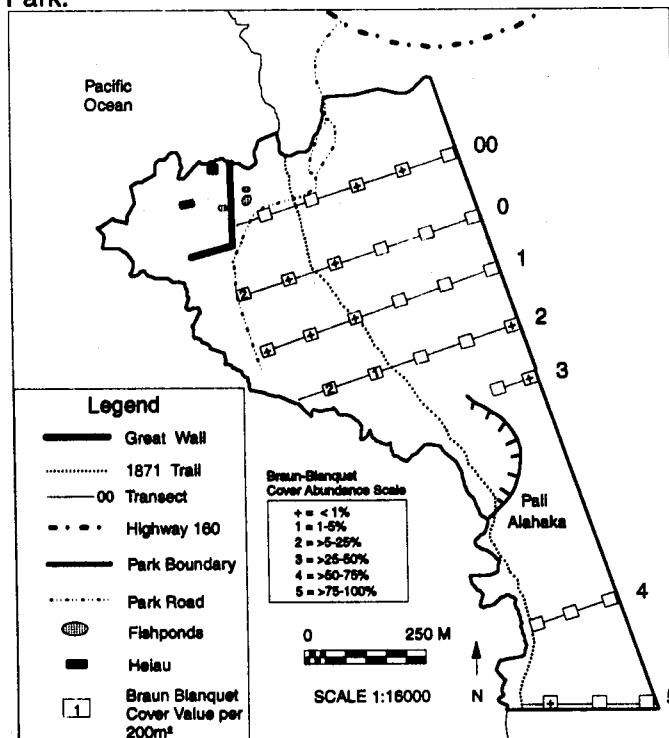 Park.
Pacific
Ocean
00
0
1
2
3
4
5
+
+
2
+
+
+
+
+
+
2
1
+
+
+
Pali
Alahaka
Legend
Great Wall
1871 Trail
00 Transect
Highway 160
Park Boundary
Park Road
Fishponds
Heiau
1 Braun Blanquet
Cover Value per
200m²
Braun-Blanquet
Cover Abundance Scale
+ = < 1%
1 = 1-5%
2 = >5-25%
3 = >25-50%
4 = >50-75%
5 = >75-100%
0 250 M
SCALE 1:16000
N